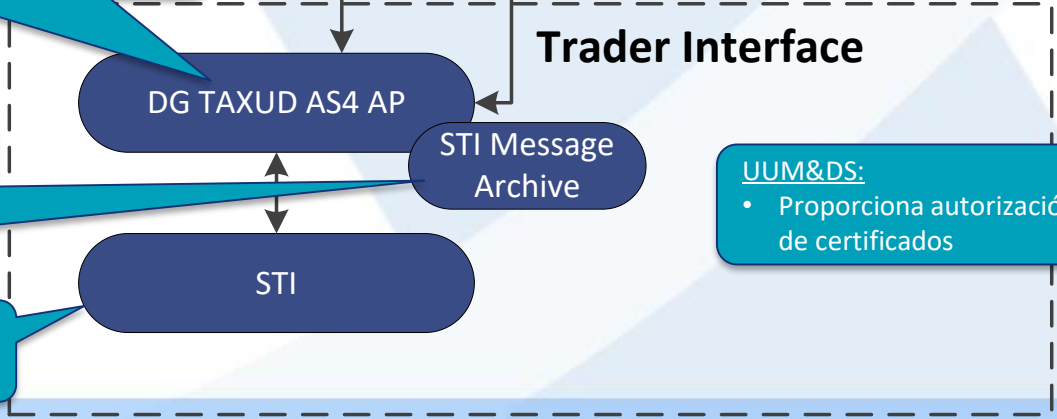 Trader Interface
DG TAXUD AS4 AP
STI Message
Archive
UUM&DS:
• Proporciona autorizació
de certificados
STI